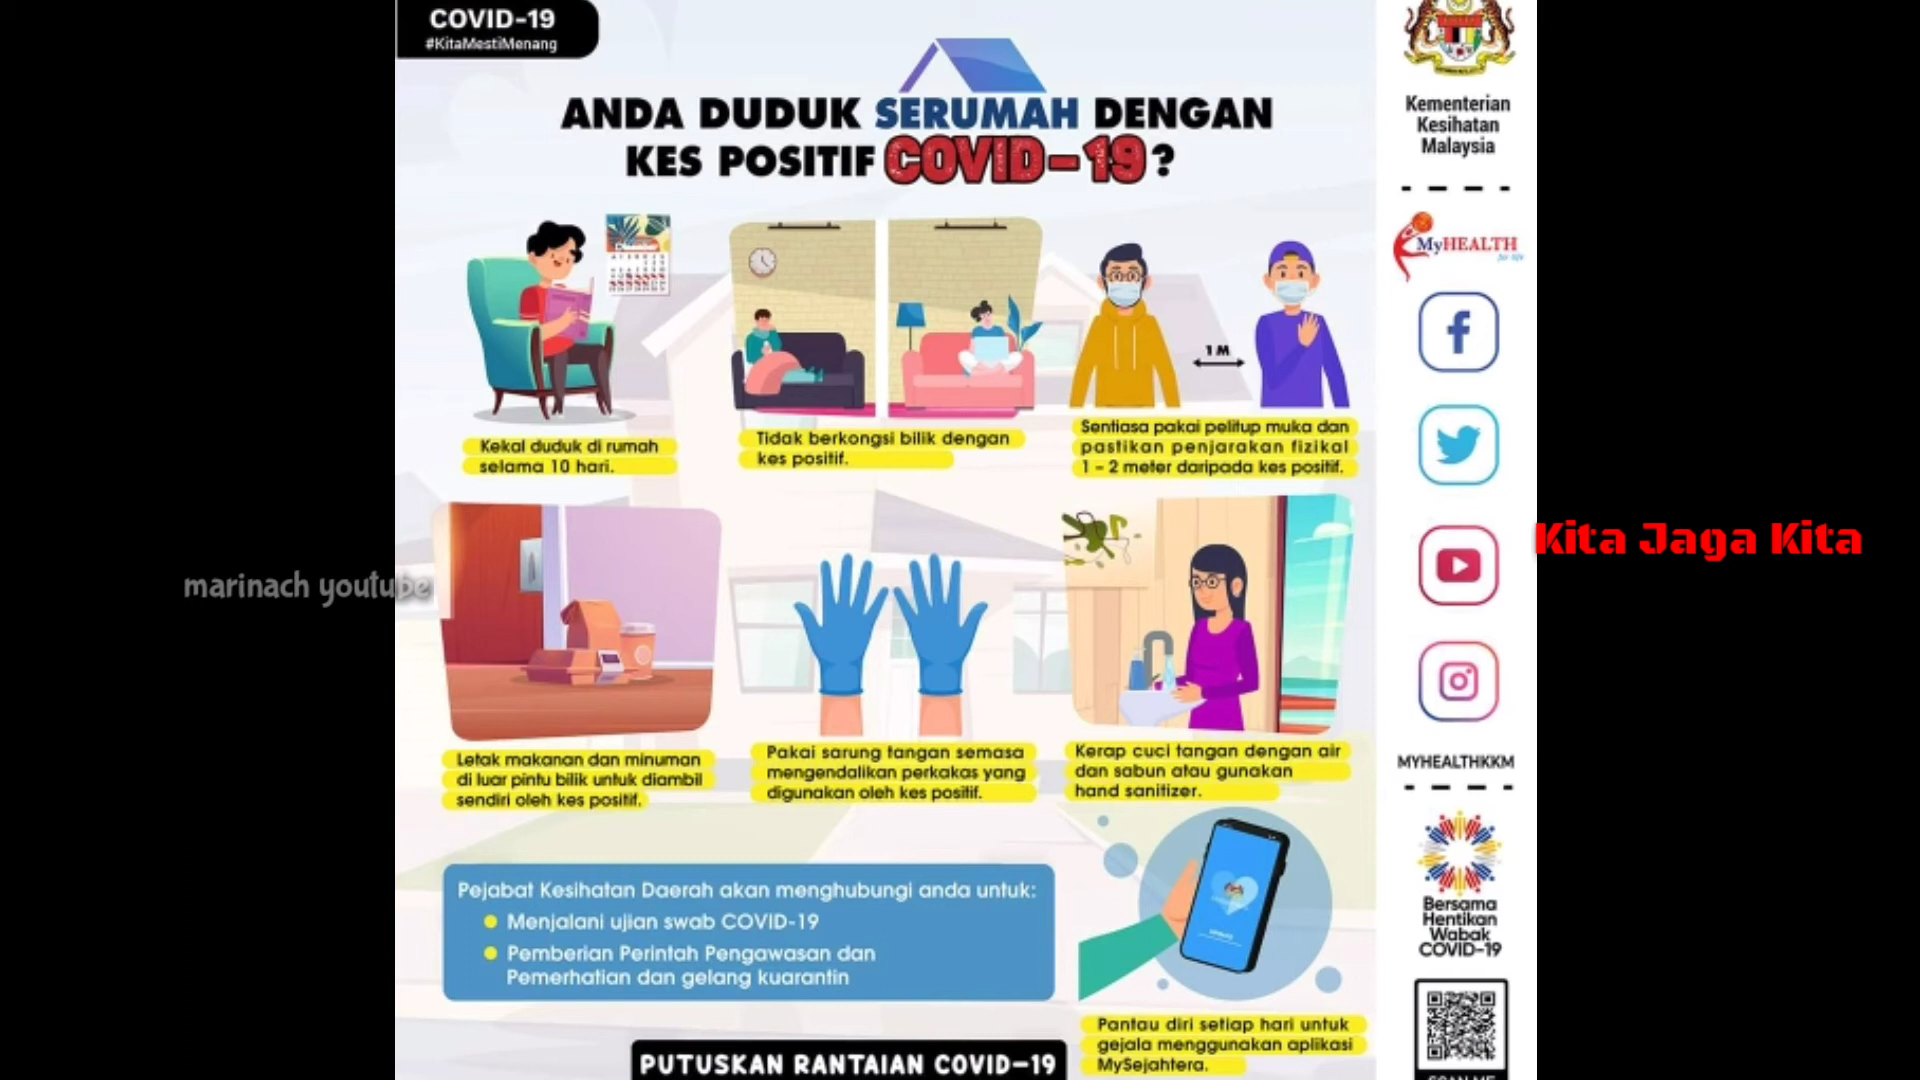 COVID-19
#KitaMestiMenang
ANDA DUDUK SERUMAH DENGAN
KES POSITIF COVID-19?
Kekal duduk di rumah
selama 10 hari.
Tidak berkongsi bilik dengan
kes positif.
1 M
Sentiasa pakai pelitup muka dan
pastikan penjarakan fizikal
1 – 2 meter daripada kes positif.
Letak makanan dan minuman
di luar pintu bilik untuk diambil
sendiri oleh kes positif.
Pakai sarung tangan semasa
mengendalikan perkakas yang
digunakan oleh kes positif.
Kerap cuci tangan dengan air
dan sabun atau gunakan
hand sanitizer.
Pejabat Kesihatan Daerah akan menghubungi anda untuk:
Menjalani ujian swab COVID-19
Pemberian Perintah Pengawasan dan
Pemerhatian dan gelang kuarantin
Pantau diri setiap hari untuk
gejala menggunakan aplikasi
MySejahtera.
PUTUSKAN RANTAIAN COVID-19
Kementerian
Kesihatan
Malaysia
MyHEALTH
for life
MYHEALTHKKM
Bersama
Hentikan
Wabak
COVID-19
SCAN ME
marinach youtube
Kita Jaga Kita